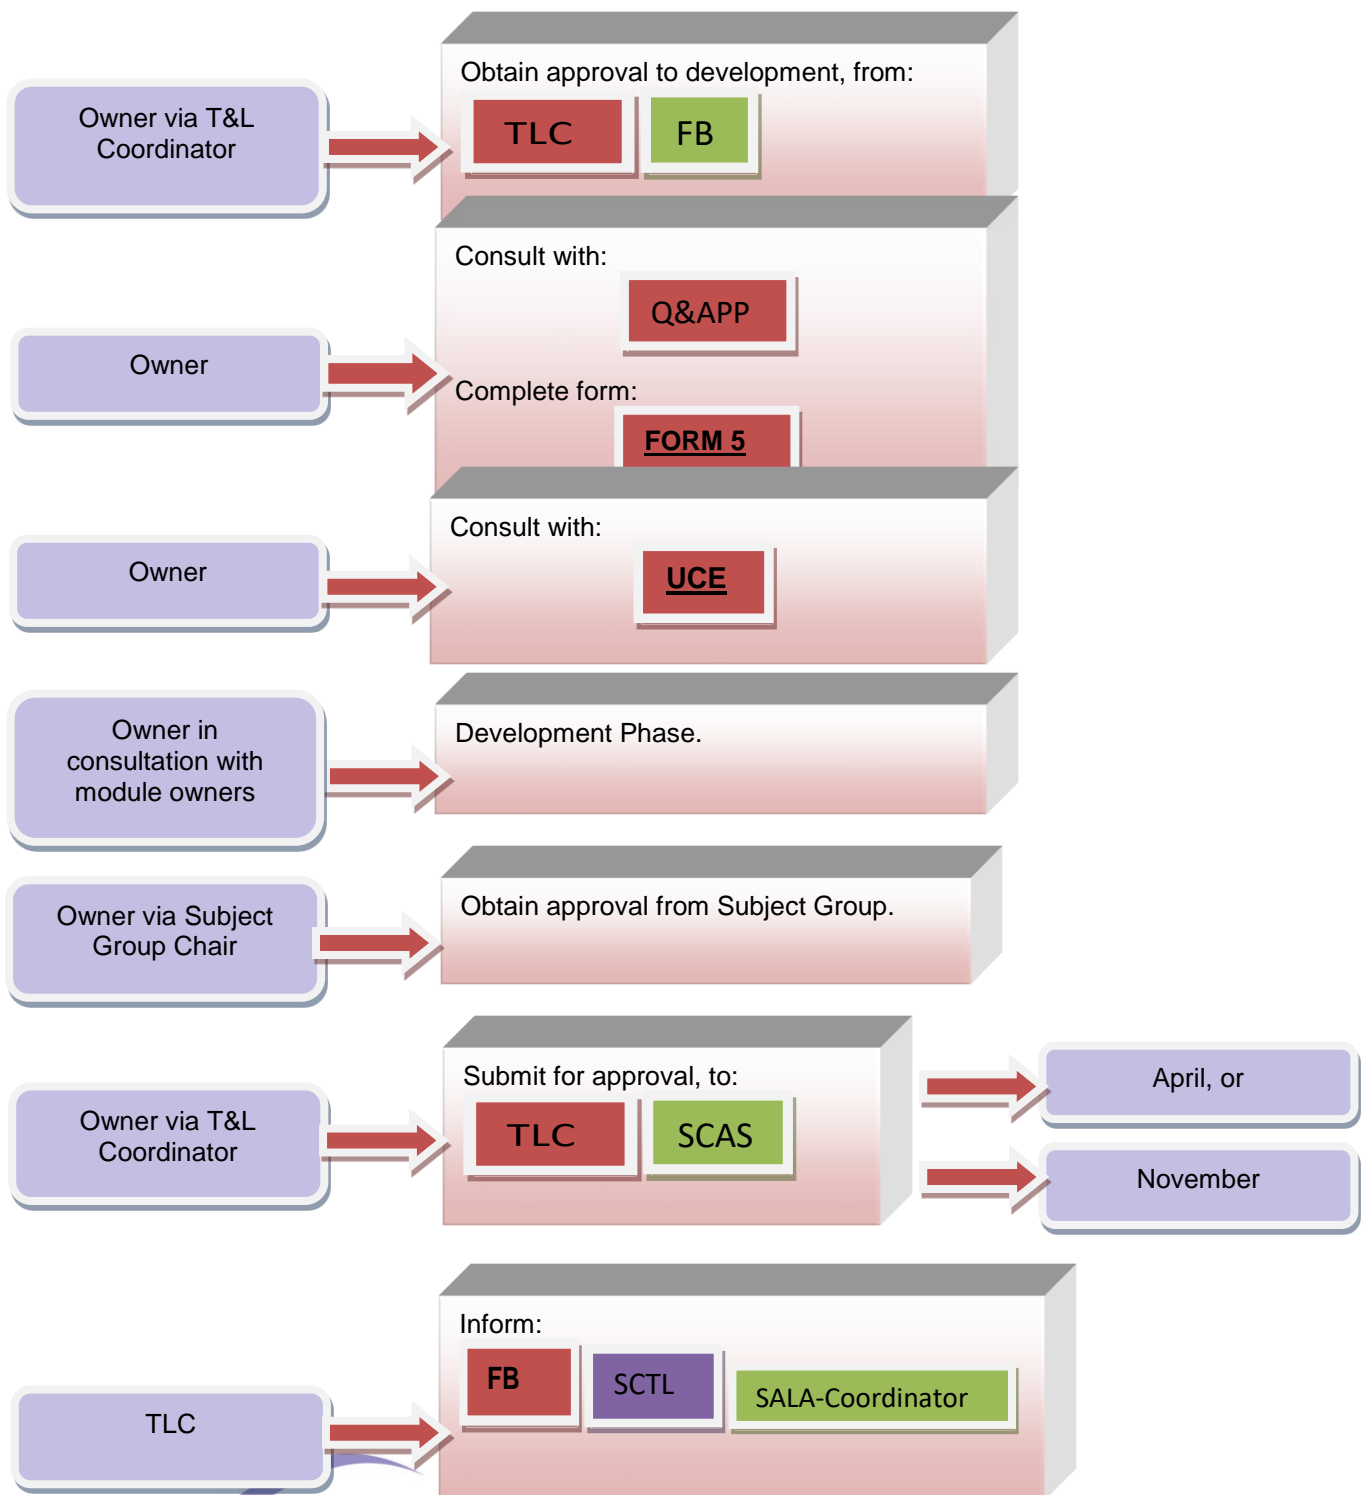 Obtain approval to development, from:
Owner via T&L
Coordinator
TLC
FB
Consult with:
Q&APP
Owner
Complete form:
FORM 5
Consult with:
Owner
UCE
Owner in
consultation with
module owners
Development Phase.
Owner via Subject
Group Chair
Obtain approval from Subject Group.
Submit for approval, to:
Owner via T&L
Coordinator
TLC
SCAS
April, or
November
Inform:
FB
SCTL
SALA-Coordinator
TLC